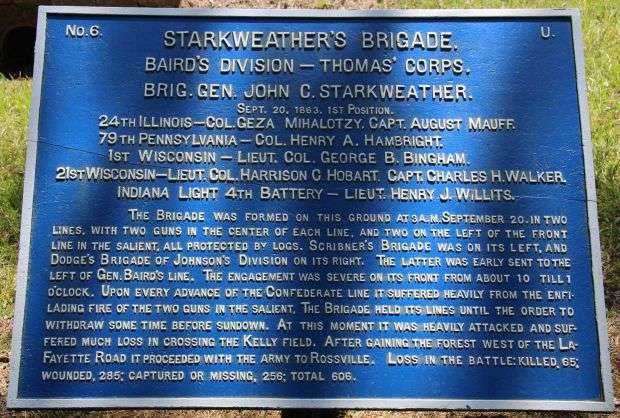 No. 6. U.
STARKWEATHER'S BRIGADE.
BAIRD'S DIVISION – THOMAS' CORPS.
BRIG. GEN. JOHN C. STARKWEATHER.
SEPT. 20, 1863. 1ST POSITION.
24TH ILLINOIS – COL. GEZA MIHALOTZY. CAPT. AUGUST MAUFF.
79TH PENNSYLVANIA – COL. HENRY A. HAMBRIGHT.
1ST WISCONSIN – LIEUT. COL. GEORGE B. BINGHAM.
21ST WISCONSIN – LIEUT. COL. HARRISON C. HOBART. CAPT. CHARLES H. WALKER.
INDIANA LIGHT 4TH BATTERY – LIEUT. HENRY J. WILLITS.
THE BRIGADE WAS FORMED ON THIS GROUND AT 3 A.M. SEPTEMBER 20. IN TWO
LINES, WITH TWO GUNS IN THE CENTER OF EACH LINE, AND TWO ON THE LEFT OF THE FRONT
LINE IN THE SALIENT, ALL PROTECTED BY LOGS. SCRIBNER'S BRIGADE WAS ON ITS LEFT, AND
DODGE'S BRIGADE OF JOHNSON'S DIVISION ON ITS RIGHT. THE LATTER WAS EARLY SENT TO THE
LEFT OF GEN. BAIRD'S LINE. THE ENGAGEMENT WAS SEVERE ON ITS FRONT FROM ABOUT 10 TILL 1
O'CLOCK. UPON EVERY ADVANCE OF THE CONFEDERATE LINE IT SUFFERED HEAVILY FROM THE ENFI-
LADING FIRE OF THE TWO GUNS IN THE SALIENT. THE BRIGADE HELD ITS LINES UNTIL THE ORDER TO
WITHDRAW SOME TIME BEFORE SUNDOWN. AT THIS MOMENT IT WAS HEAVILY ATTACKED AND SUF-
FERED MUCH LOSS IN CROSSING THE KELLY FIELD. AFTER GAINING THE FOREST WEST OF THE LA-
FAYETTE ROAD IT PROCEEDED WITH THE ARMY TO ROSSVILLE. LOSS IN THE BATTLE: KILLED, 65;
WOUNDED, 285; CAPTURED OR MISSING, 256; TOTAL 606.